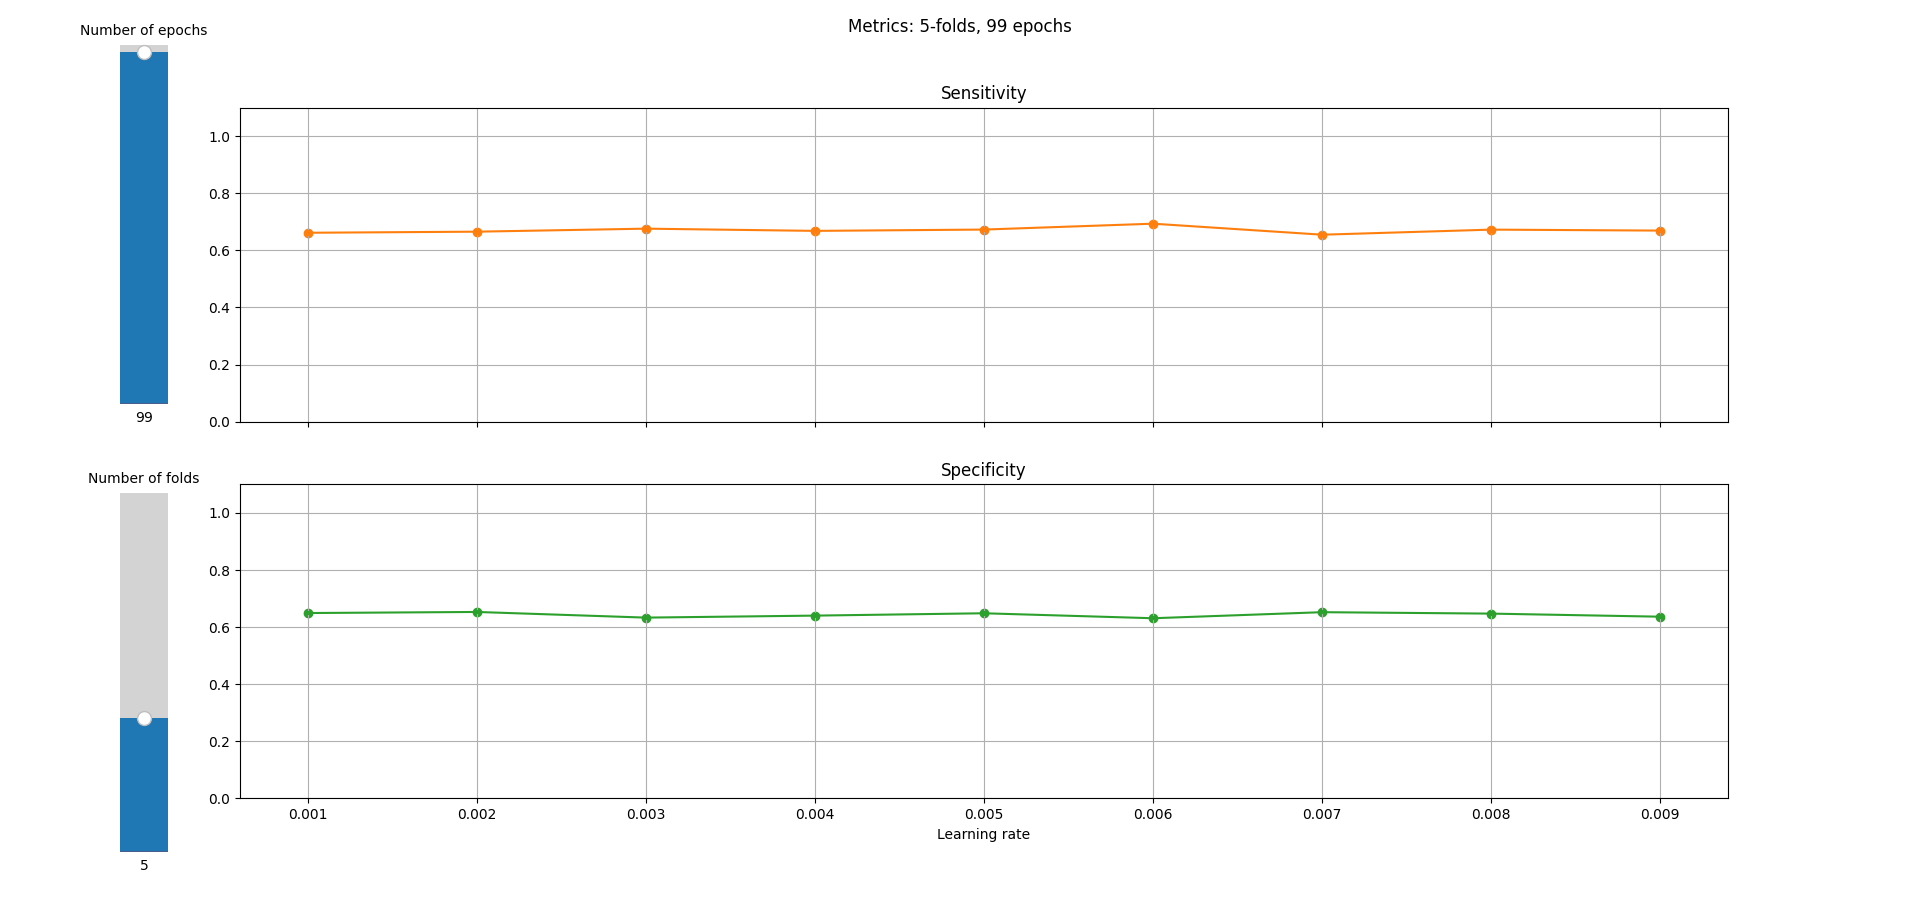 Metrics: 5-folds, 99 epochs
Number of epochs
99
Sensitivity
1.0
0.8
0.6
0.4
0.2
0.0
Number of folds
5
Specificity
1.0
0.8
0.6
0.4
0.2
0.0
0.001 0.002 0.003 0.004 0.005 0.006 0.007 0.008 0.009
Learning rate